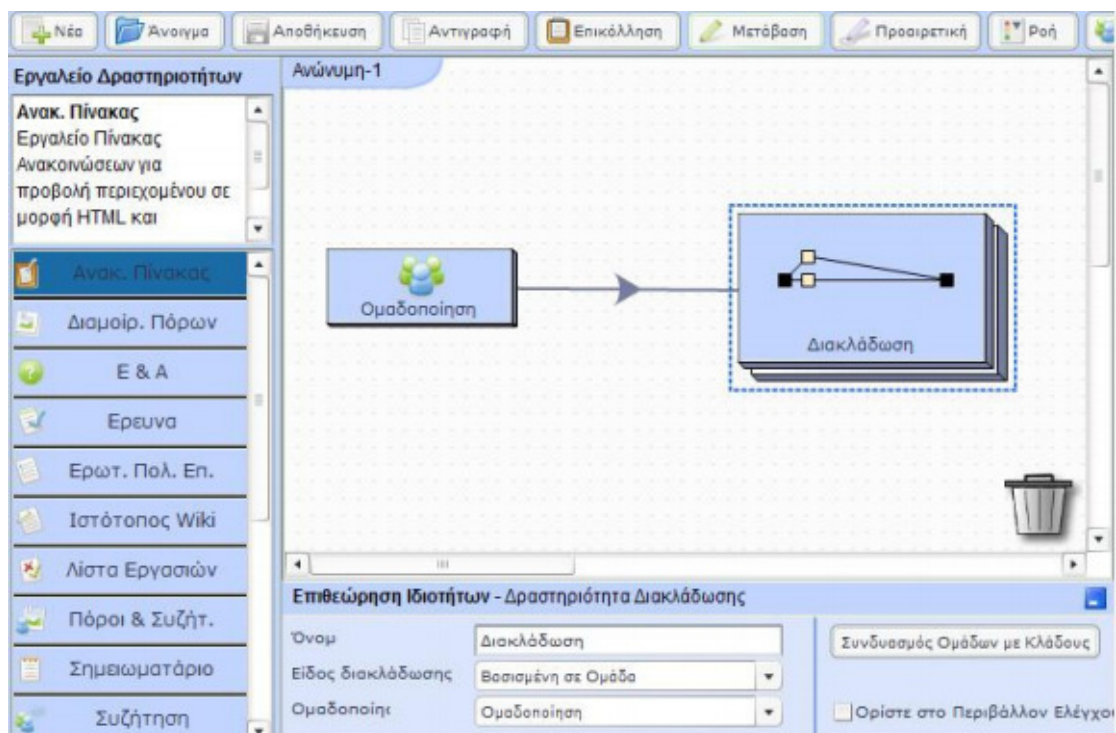 Νέο Άνοιγμα Αποθήκευση Αντιγραφή Επικόλληση Μετάβαση Προαιρετική Ροή
Εργαλείο Δραστηριοτήτων
Ανακ. Πίνακας
Εργαλείο Πίνακας
Ανακοινώσεων για
προβολή περιεχομένου σε
μορφή HTML και
Ανακ. Πίνακας
Διαμοίρ. Πόρων
Ε & Α
Ερευνα
Ερωτ. Πολ. Επ.
Ιστότοπος Wiki
Λίστα Εργασιών
Πόροι & Συζήτ.
Σημειωματάριο
Συζήτηση
Ανώνυμη-1
Ομαδοποίηση
Διακλάδωση
Επιθεώρηση Ιδιοτήτων - Δραστηριότητα Διακλάδωσης
Όνομ Διακλάδωση
Είδος διακλάδωσης Βασισμένη σε Ομάδα
Ομαδοποίη Ομαδοποίηση
Συνδυασμός Ομάδων με Κλάδους
Ορίστε στο Περιβάλλον Ελέγχου